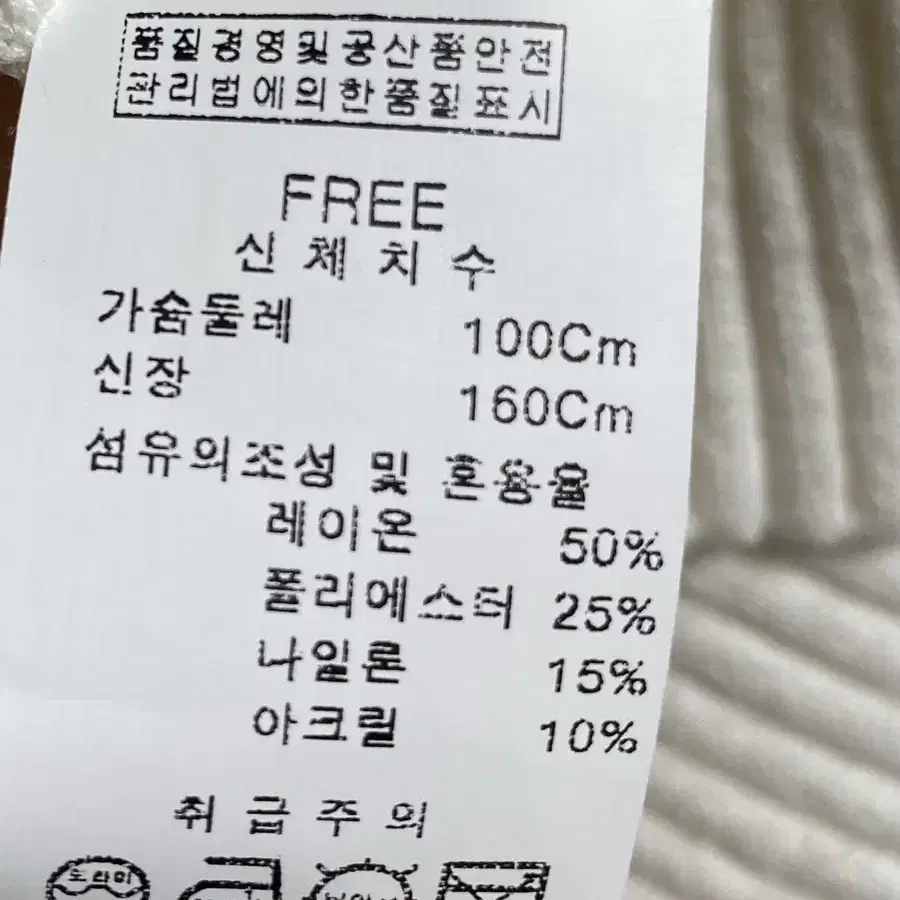 품질경영및공산품안전
관리법에의한품질표시
FREE
신체치수
가슴둘레 100Cm
신장 160Cm
섬유의조성 및 혼용율
레이온 50%
폴리에스터 25%
나일론 15%
아크릴 10%
취급주의
드라이